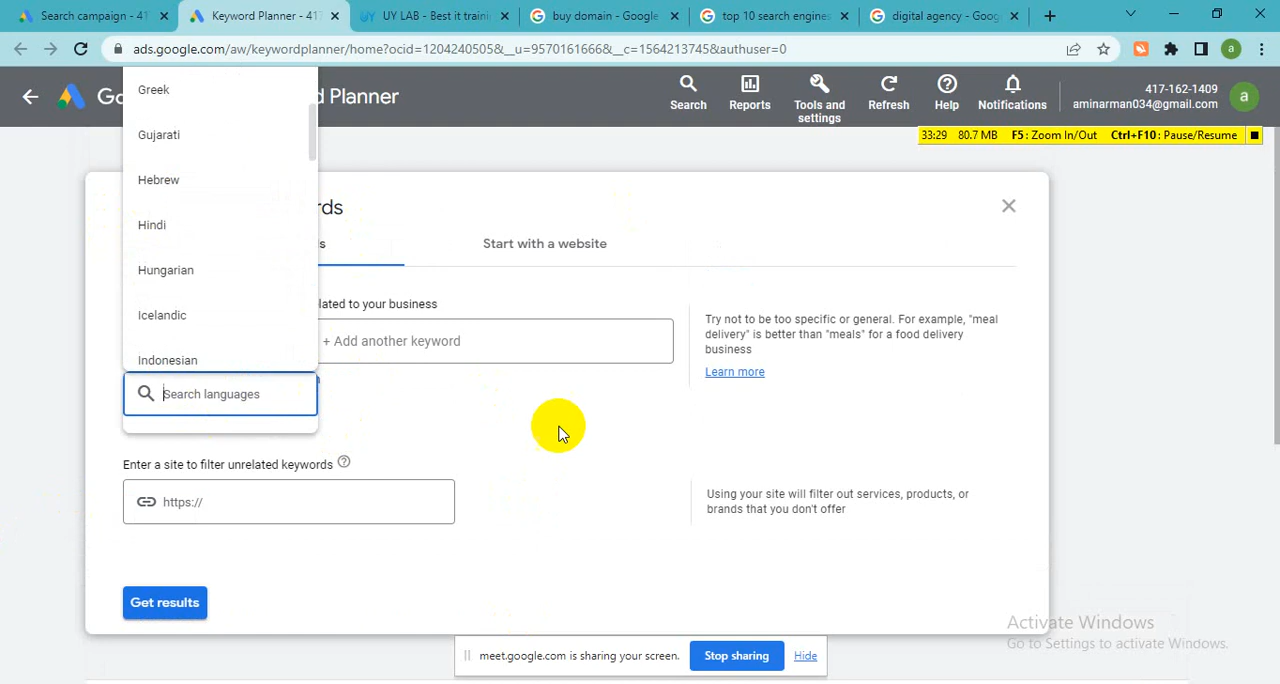 Search campaign - 417
Keyword Planner - 417
UY LAB - Best it trainin
buy domain - Google
top 10 search engines
digital agency - Goog
ads.google.com/aw/keywordplanner/home?ocid=1204240505&__u=9570161666&__c=1564213745&authuser=0
a
Go
d Planner
Search
Reports
Tools and
settings
Refresh
Help
Notifications
417-162-1409
aminarman034@gmail.com
a
33:29 80.7 MB F5: Zoom In/Out Ctrl+F10: Pause/Resume
Greek
Gujarati
Hebrew
Hindi
Hungarian
Icelandic
Indonesian
Search languages
rds
s
Start with a website
lated to your business
+ Add another keyword
Try not to be too specific or general. For example, "meal
delivery" is better than "meals" for a food delivery
business
Learn more
Enter a site to filter unrelated keywords
https://
Using your site will filter out services, products, or
brands that you don't offer
Get results
Activate Windows
Go to Settings to activate Windows.
meet.google.com is sharing your screen.
Stop sharing
Hide